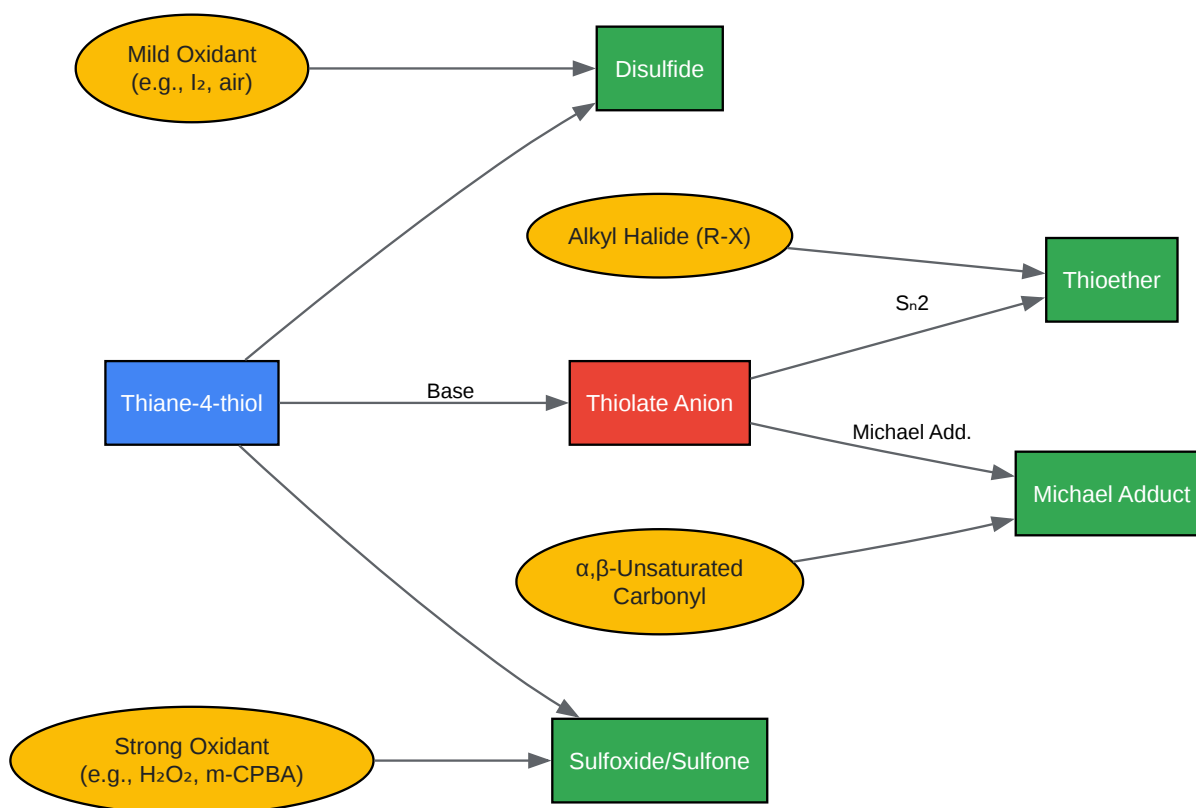 Mild Oxidant
(e.g., I₂, air)
Disulfide
Alkyl Halide (R-X)
Thioether
Sₙ2
Thiane-4-thiol
Base
Thiolate Anion
Michael Add.
Michael Adduct
α,β-Unsaturated
Carbonyl
Strong Oxidant
(e.g., H₂O₂, m-CPBA)
Sulfoxide/Sulfone